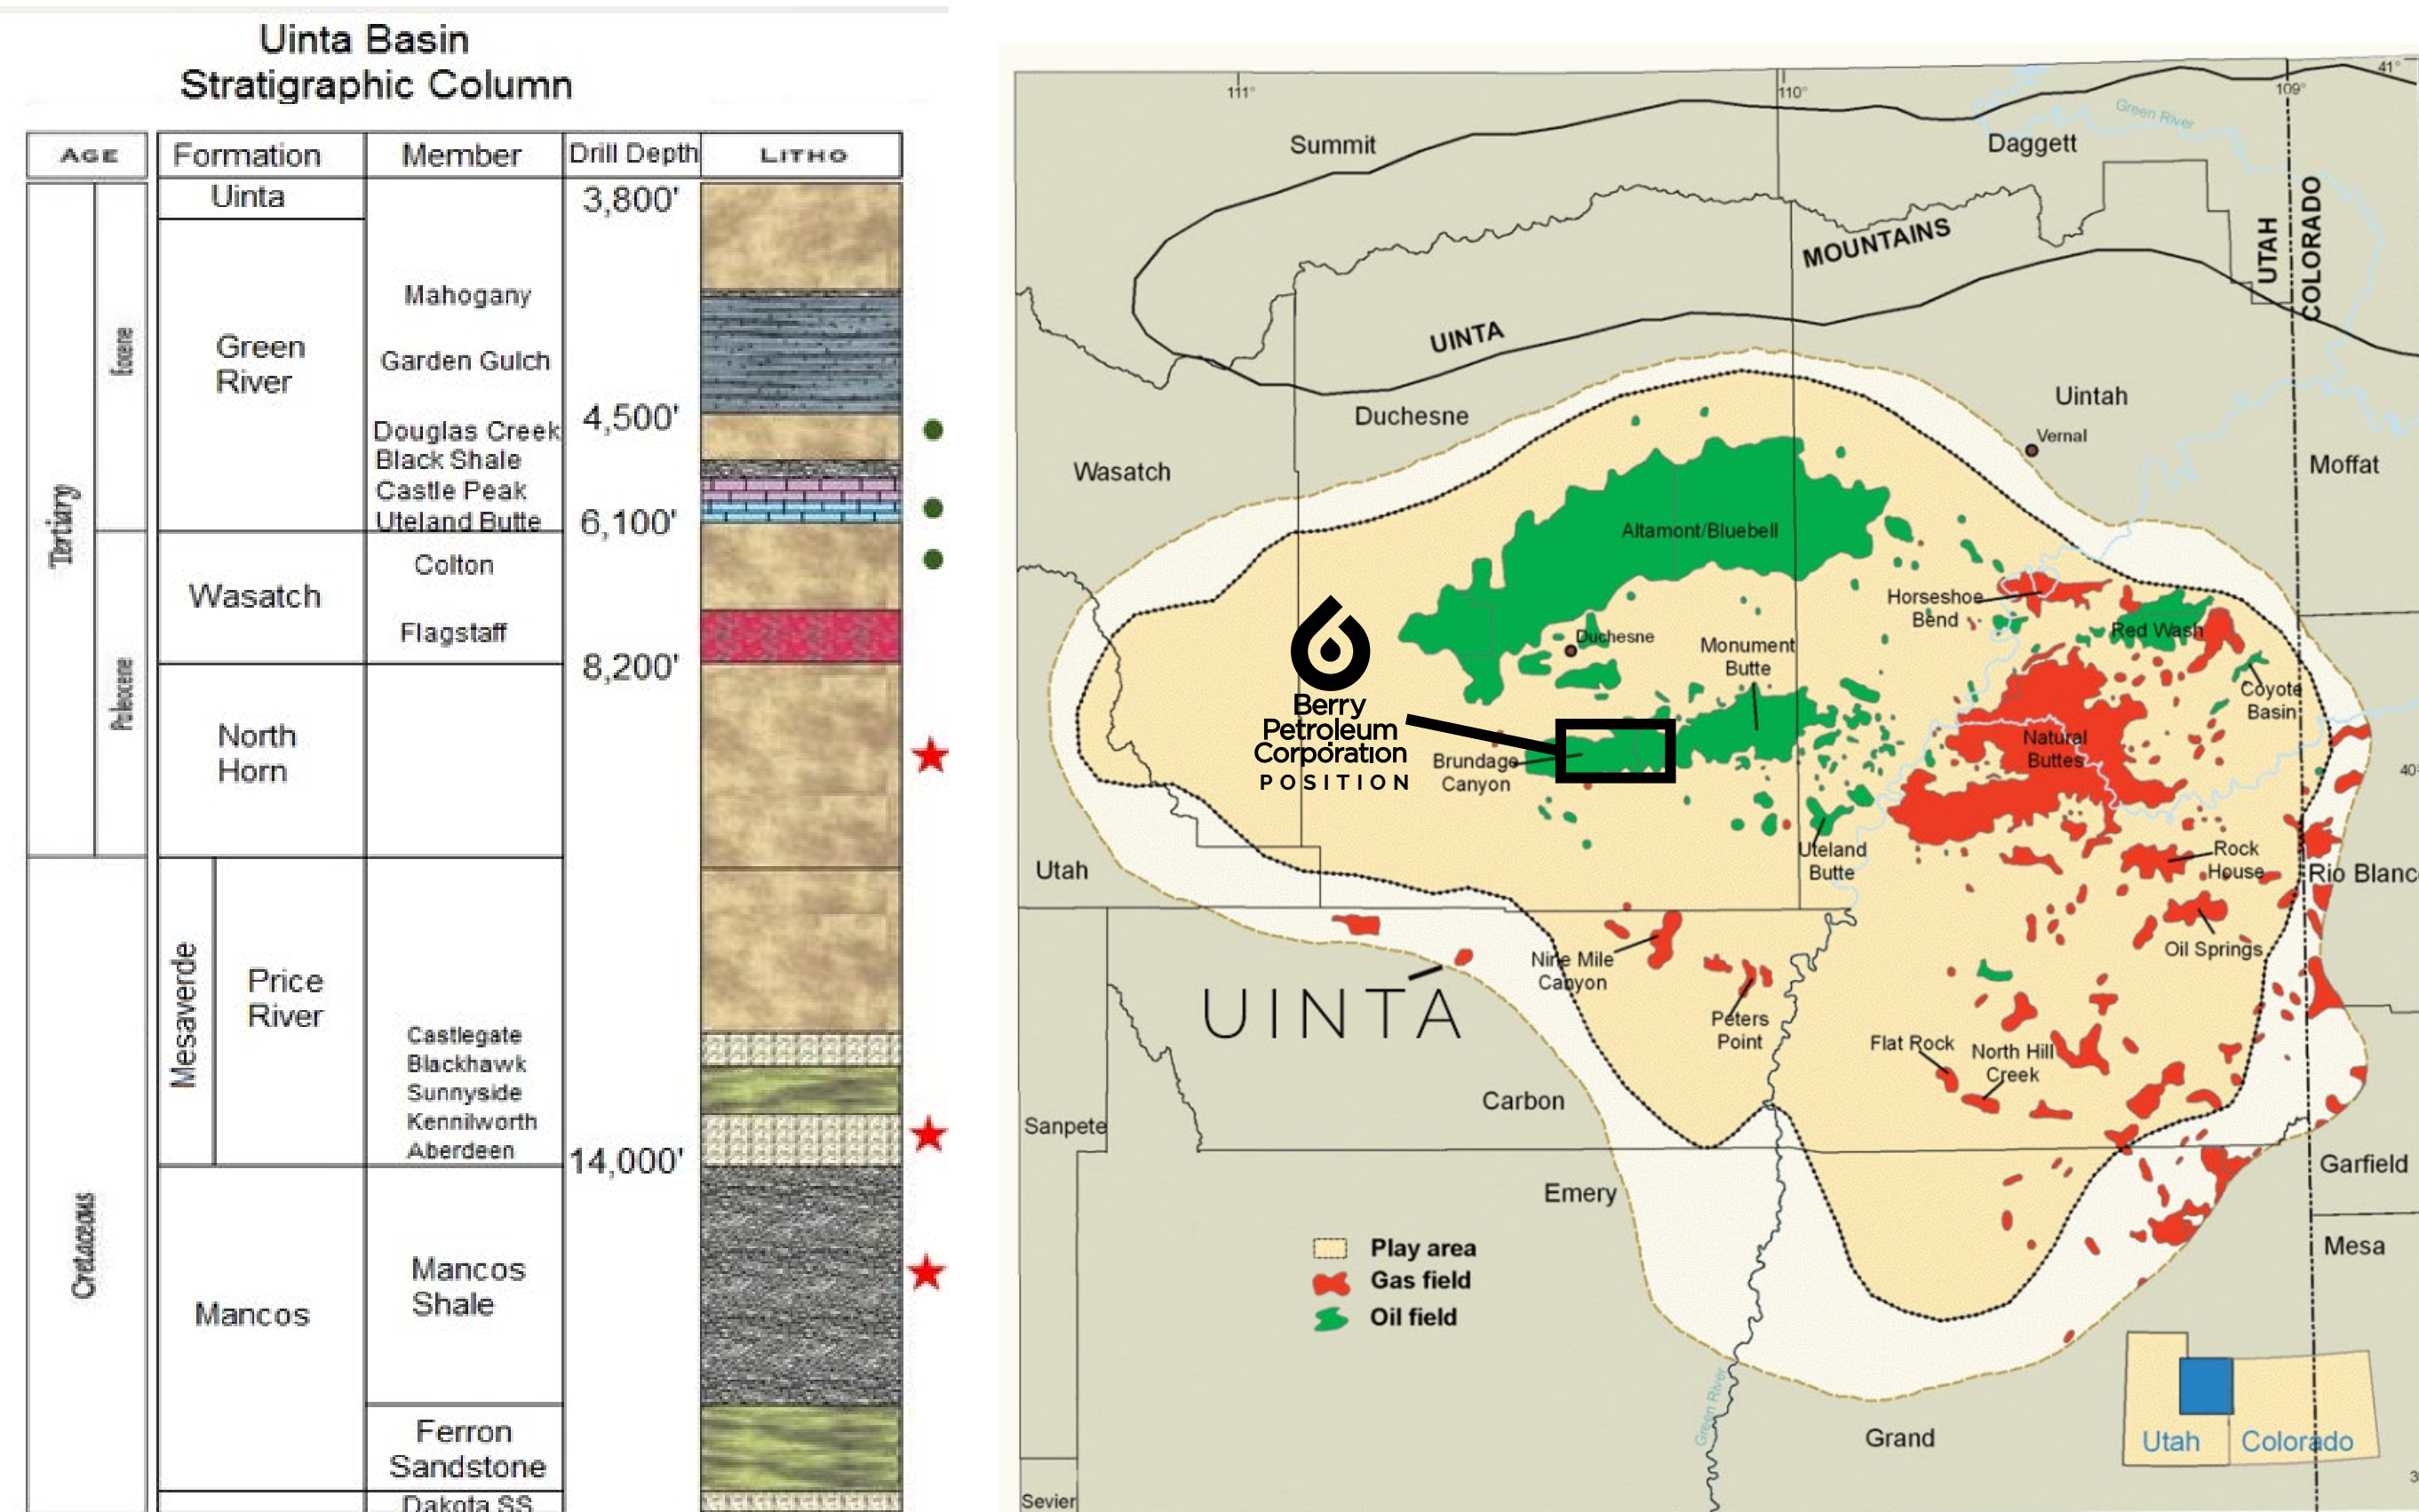 Uinta Basin
Stratigraphic Column
AGE
Formation
Member
Drill Depth
LITHO
Tertiary
Eocene
Paleocene
Cretaceous
Uinta
Green
River
Wasatch
North
Horn
Mesaverde
Price
River
Mancos
Mahogany
Garden Gulch
Douglas Creek
Black Shale
Castle Peak
Uteland Butte
Colton
Flagstaff
Castlegate
Blackhawk
Sunnyside
Kennilworth
Aberdeen
Mancos
Shale
Ferron
Sandstone
Dakota SS
3,800'
4,500'
6,100'
8,200'
14,000'
111°
110°
109°
41°
Green River
Summit
Daggett
MOUNTAINS
UINTA
UTAH
COLORADO
Duchesne
Uintah
Vernal
Wasatch
Moffat
Altamont/Bluebell
Horseshoe
Bend
Red Wash
Duchesne
Monument
Butte
Coyote
Basin
Berry
Petroleum
Corporation
POSITION
Brundage
Canyon
Natural
Buttes
40°
Uteland
Butte
Rock
House
Utah
Rio Blanc
Oil Springs
Nine Mile
Canyon
UINTA
Peters
Point
Flat Rock
North Hill
Creek
Carbon
Sanpete
Garfield
Emery
Mesa
Play area
Gas field
Oil field
Green River
Grand
Utah
Colorado
Sevier
3